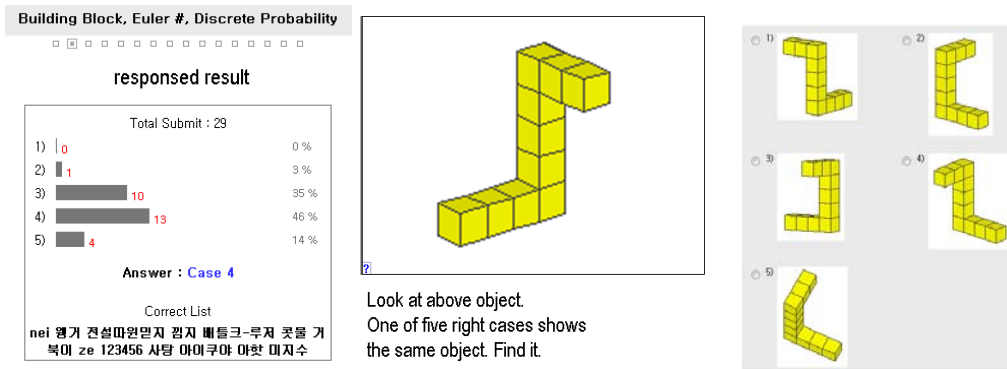 Building Block, Euler #, Discrete Probability
responsed result
Total Submit : 29
1) 0 0 %
2) 1 3 %
3) 10 35 %
4) 13 46 %
5) 4 14 %
Answer : Case 4
Correct List
nei 웽거 전설따윈믿지 낌지 배틀크-루저 콧물 거
북이 ze 123456 사탕 아이쿠야 아핫 미지수
?
Look at above object.
One of five right cases shows
the same object. Find it.
1) 2)
3) 4)
5)